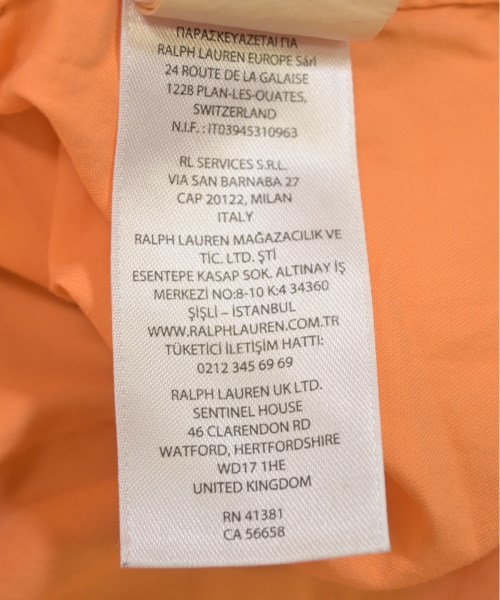 ΠΑΡΑΣΚΕΥΑΖΕΤΑΙ ΓΙΑ
RALPH LAUREN EUROPE Sárl
24 ROUTE DE LA GALAISE
1228 PLAN-LES-OUATES,
SWITZERLAND
N.I.F. : IT03945310963
RL SERVICES S.R.L.
VIA SAN BARNABA 27
CAP 20122, MILAN
ITALY
RALPH LAUREN MAĞAZACILIK VE
TİC. LTD. ŞTİ
ESENTEPE KASAP SOK. ALTINAY İŞ
MERKEZİ NO:8-10 K:4 34360
ŞİŞLİ – İSTANBUL
WWW.RALPHLAUREN.COM.TR
TÜKETİCİ İLETİŞİM HATTI:
0212 345 69 69
RALPH LAUREN UK LTD.
SENTINEL HOUSE
46 CLARENDON RD
WATFORD, HERTFORDSHIRE
WD17 1HE
UNITED KINGDOM
RN 41381
CA 56658